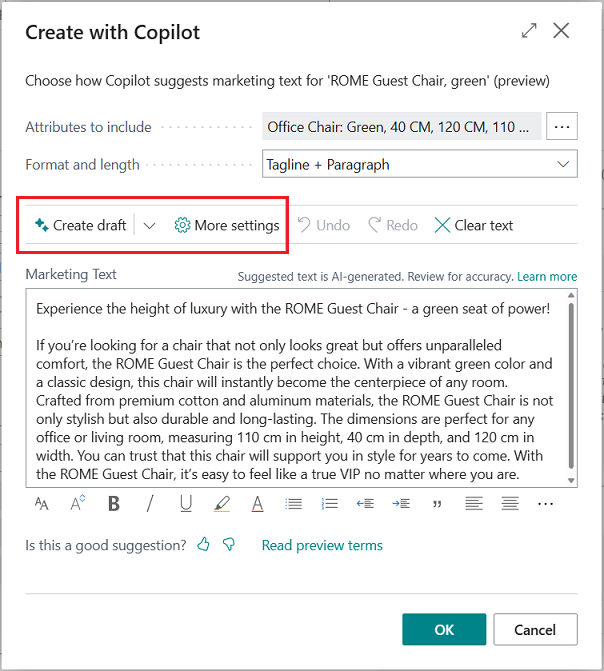 Create with Copilot
Choose how Copilot suggests marketing text for 'ROME Guest Chair, green' (preview)
Attributes to include
Office Chair: Green, 40 CM, 120 CM, 110 ...
Format and length
Tagline + Paragraph
Create draft More settings Undo Redo Clear text
Marketing Text
Suggested text is AI-generated. Review for accuracy. Learn more
Experience the height of luxury with the ROME Guest Chair - a green seat of power!
If you're looking for a chair that not only looks great but offers unparalleled
comfort, the ROME Guest Chair is the perfect choice. With a vibrant green color and
a classic design, this chair will instantly become the centerpiece of any room.
Crafted from premium cotton and aluminum materials, the ROME Guest Chair is not
only stylish but also durable and long-lasting. The dimensions are perfect for any
office or living room, measuring 110 cm in height, 40 cm in depth, and 120 cm in
width. You can trust that this chair will support you in style for years to come. With
the ROME Guest Chair, it's easy to feel like a true VIP no matter where you are.
Is this a good suggestion? Read preview terms
OK Cancel